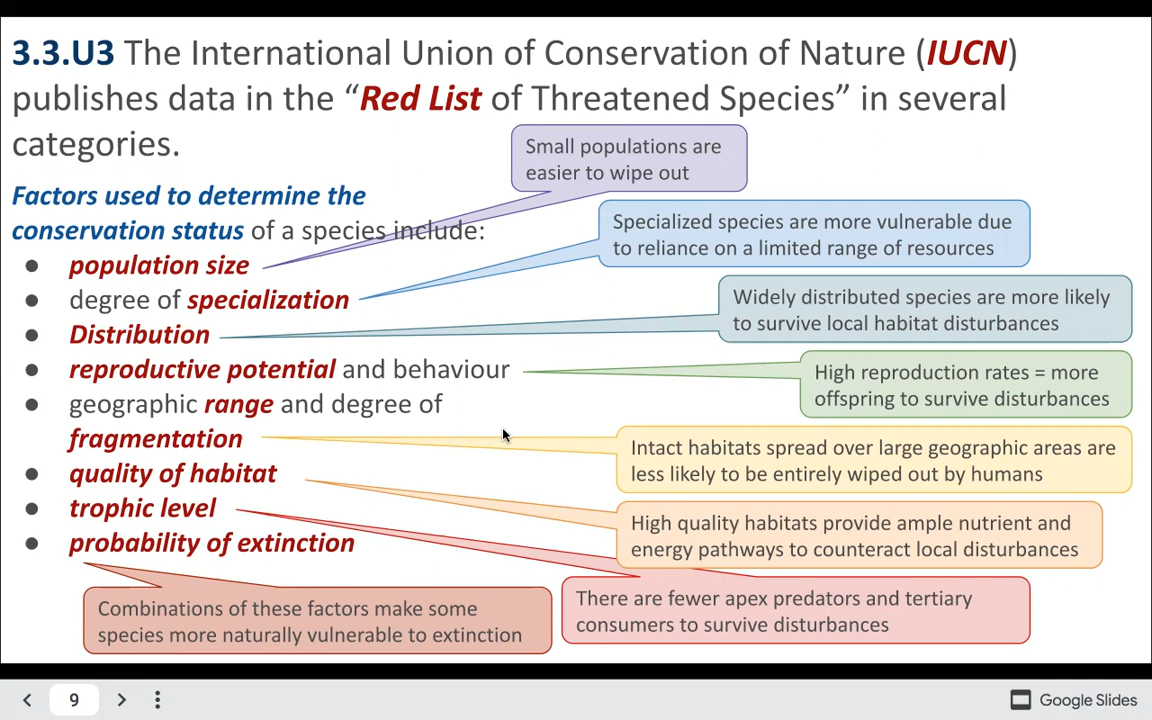 3.3.U3 The International Union of Conservation of Nature (IUCN)
publishes data in the “Red List of Threatened Species” in several
categories.
Small populations are
easier to wipe out
Factors used to determine the
conservation status of a species include:
Specialized species are more vulnerable due
to reliance on a limited range of resources
● population size
● degree of specialization
● Distribution
Widely distributed species are more likely
to survive local habitat disturbances
● reproductive potential and behaviour
High reproduction rates = more
offspring to survive disturbances
● geographic range and degree of
fragmentation
Intact habitats spread over large geographic areas are
less likely to be entirely wiped out by humans
● quality of habitat
High quality habitats provide ample nutrient and
energy pathways to counteract local disturbances
● trophic level
There are fewer apex predators and tertiary
consumers to survive disturbances
● probability of extinction
Combinations of these factors make some
species more naturally vulnerable to extinction
9
Google Slides